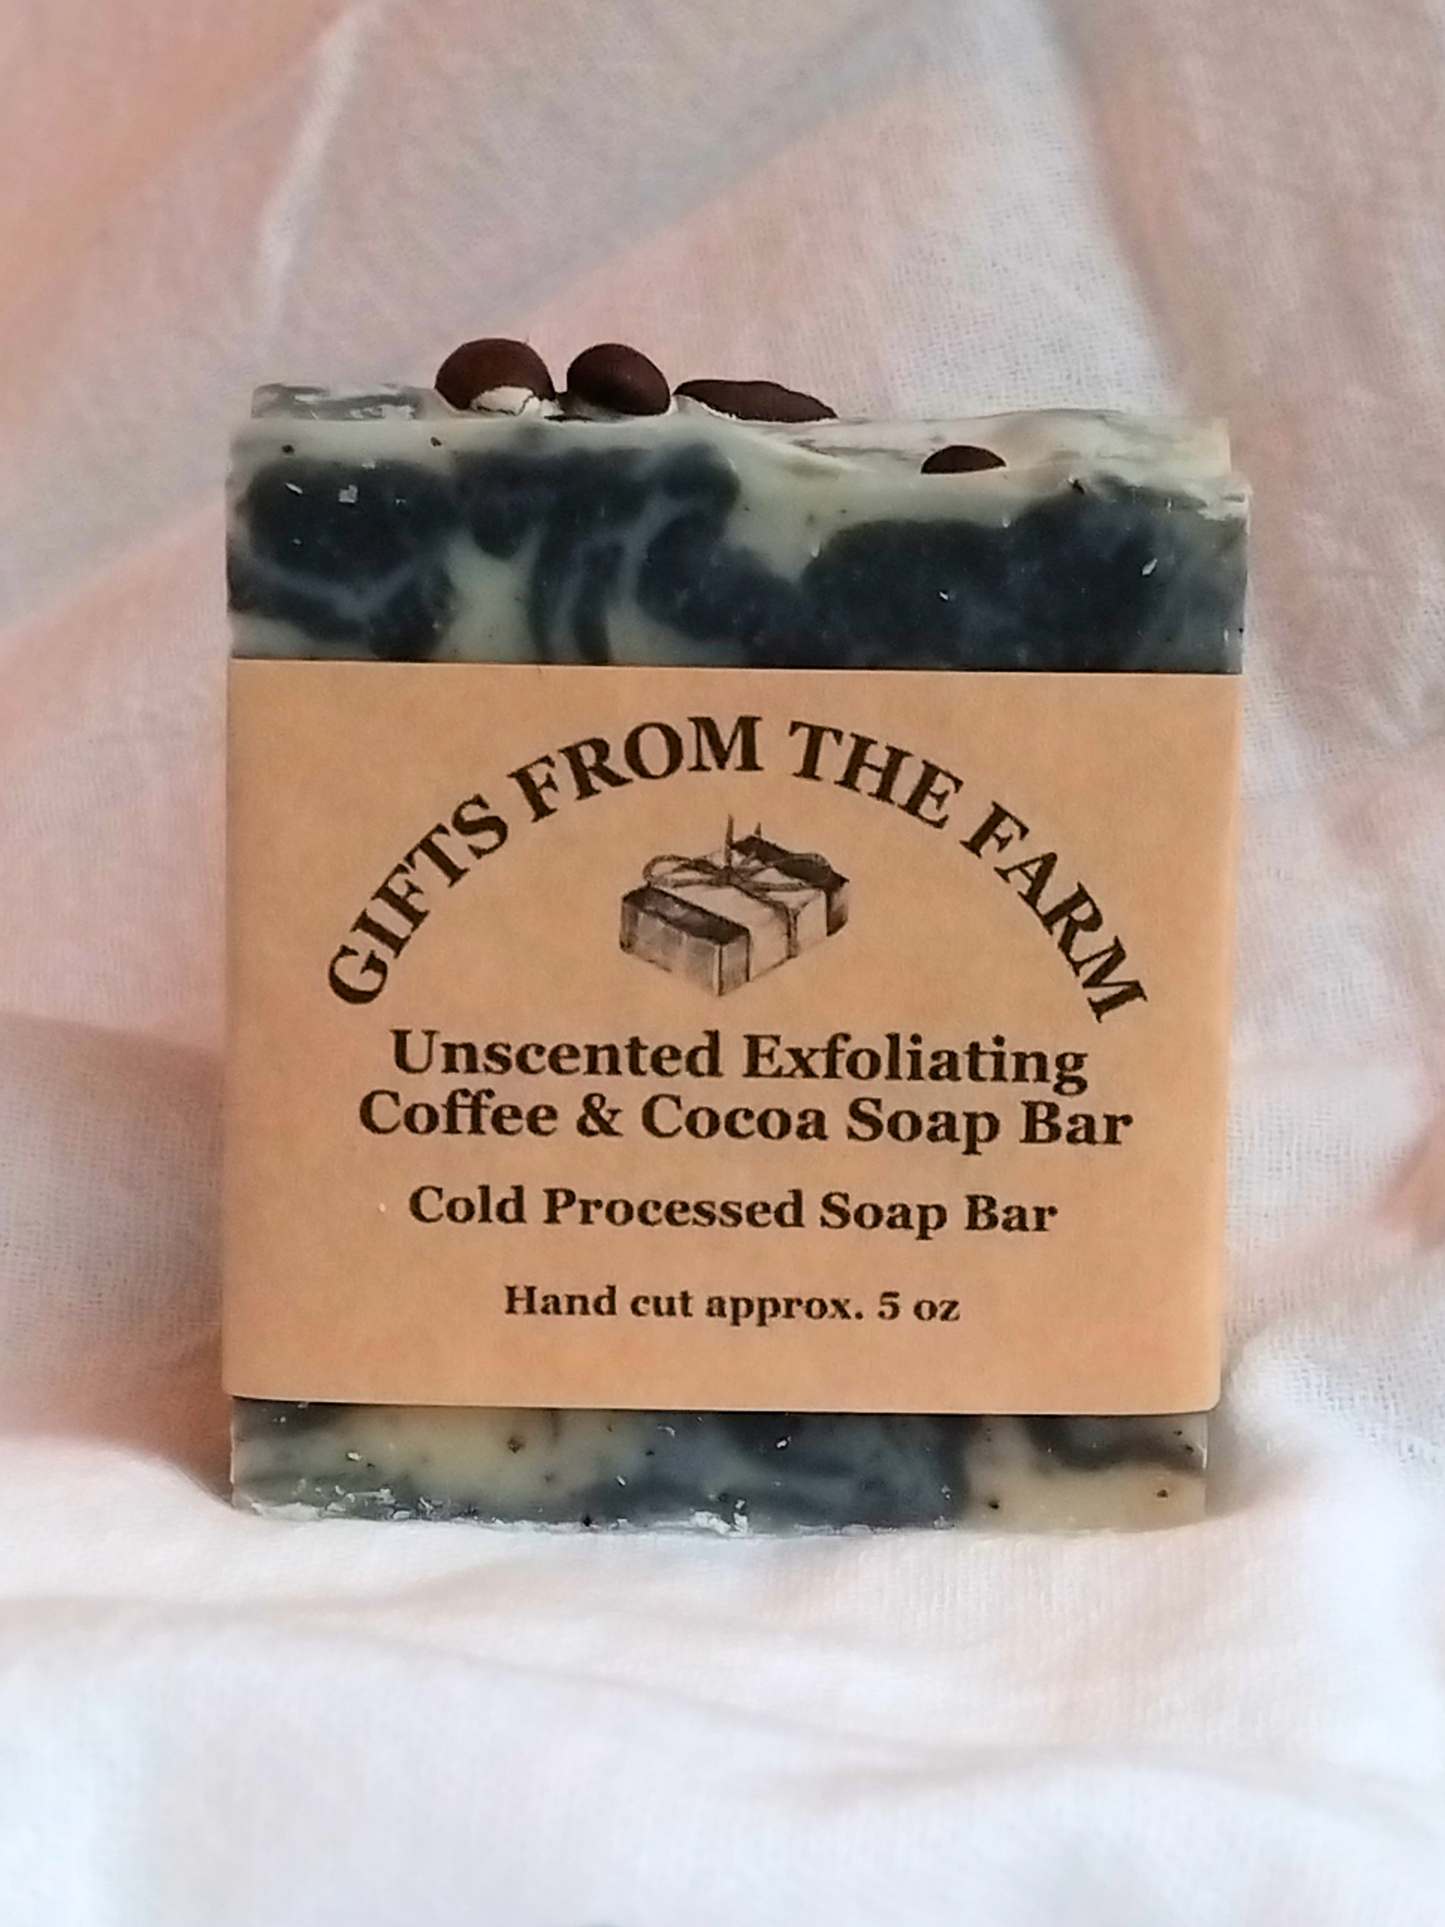 GIFTS FROM THE FARM
Unscented Exfoliating
Coffee & Cocoa Soap Bar
Cold Processed Soap Bar
Hand cut approx. 5 oz